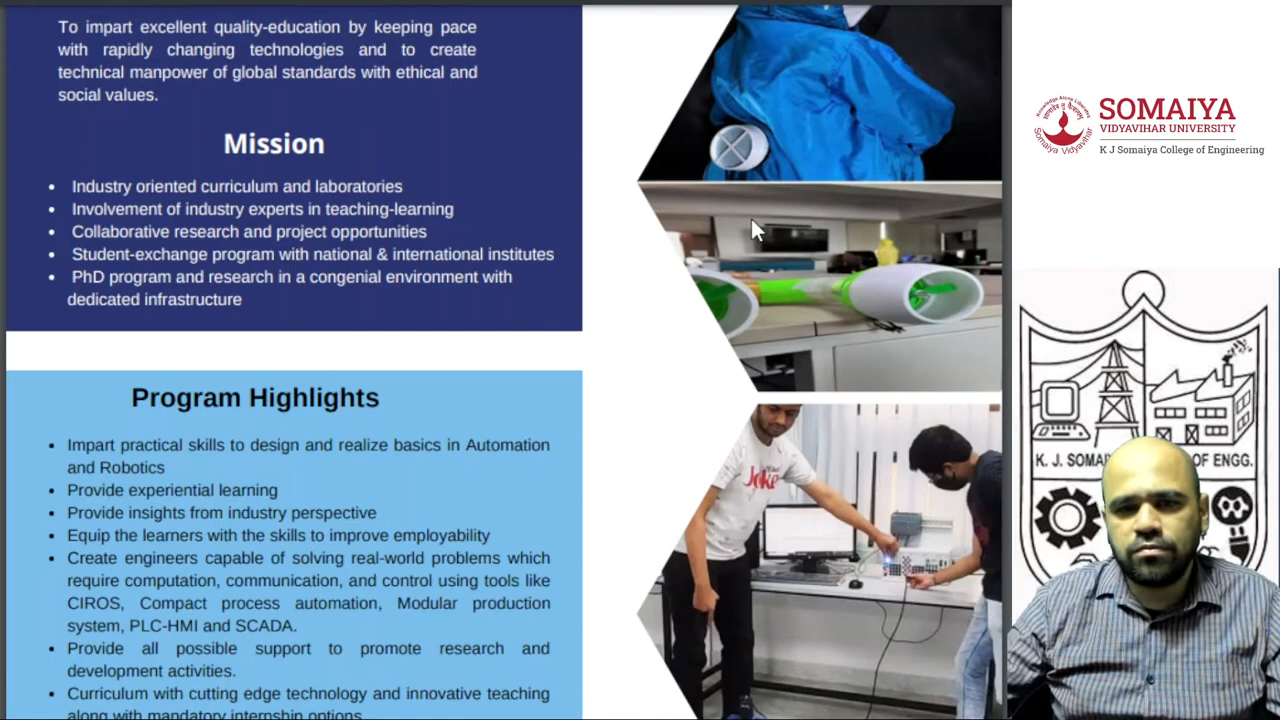 To impart excellent quality-education by keeping pace
with rapidly changing technologies and to create
technical manpower of global standards with ethical and
social values.
Mission
• Industry oriented curriculum and laboratories
• Involvement of industry experts in teaching-learning
• Collaborative research and project opportunities
• Student-exchange program with national & international institutes
• PhD program and research in a congenial environment with
dedicated infrastructure
Program Highlights
• Impart practical skills to design and realize basics in Automation
and Robotics
• Provide experiential learning
• Provide insights from industry perspective
• Equip the learners with the skills to improve employability
• Create engineers capable of solving real-world problems which
require computation, communication, and control using tools like
CIROS, Compact process automation, Modular production
system, PLC-HMI and SCADA.
• Provide all possible support to promote research and
development activities.
• Curriculum with cutting edge technology and innovative teaching
along with mandatory internship options
Joke
Knowledge Alone Liberates
Somaiya Vidyavihar
SOMAIYA
VIDYAVIHAR UNIVERSITY
K J Somaiya College of Engineering
K. J. SOMA OF ENGG.